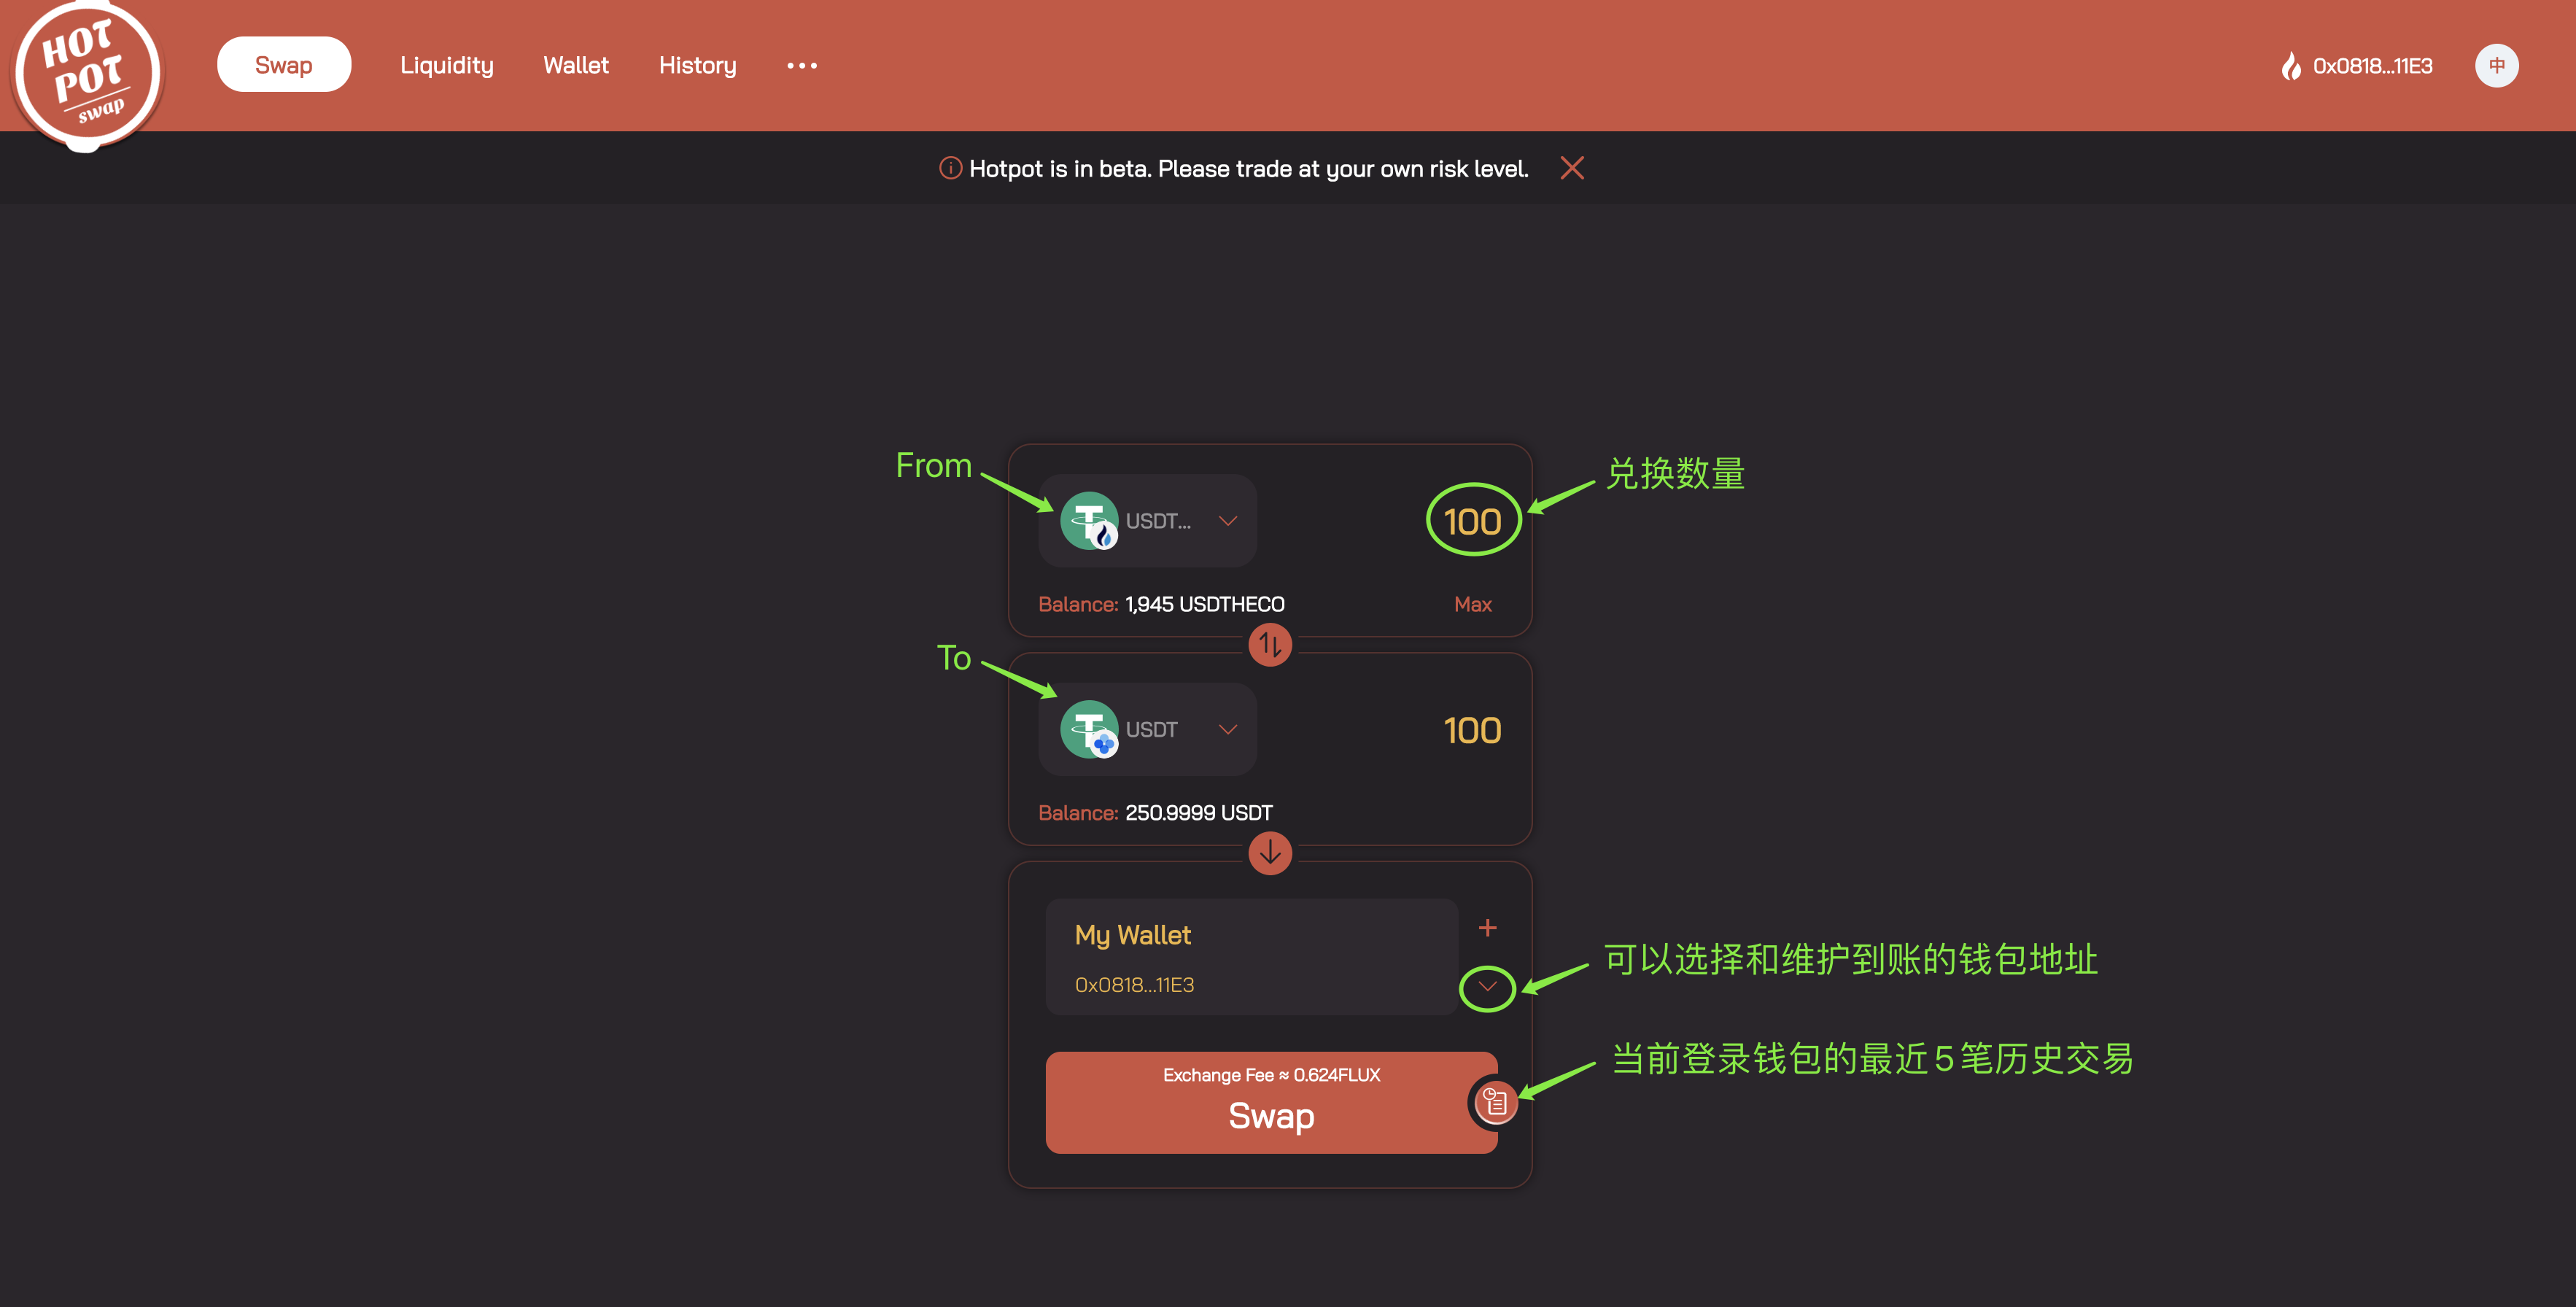 HOT
POT
swap
Swap
Liquidity
Wallet
History
0x0818...11E3
中
Hotpot is in beta. Please trade at your own risk level.
From
USDT...
100
兑换数量
Balance: 1,945 USDTHECO
Max
To
USDT
100
Balance: 250.9999 USDT
My Wallet
0x0818...11E3
可以选择和维护到账的钱包地址
Exchange Fee ≈ 0.624FLUX
Swap
当前登录钱包的最近5笔历史交易